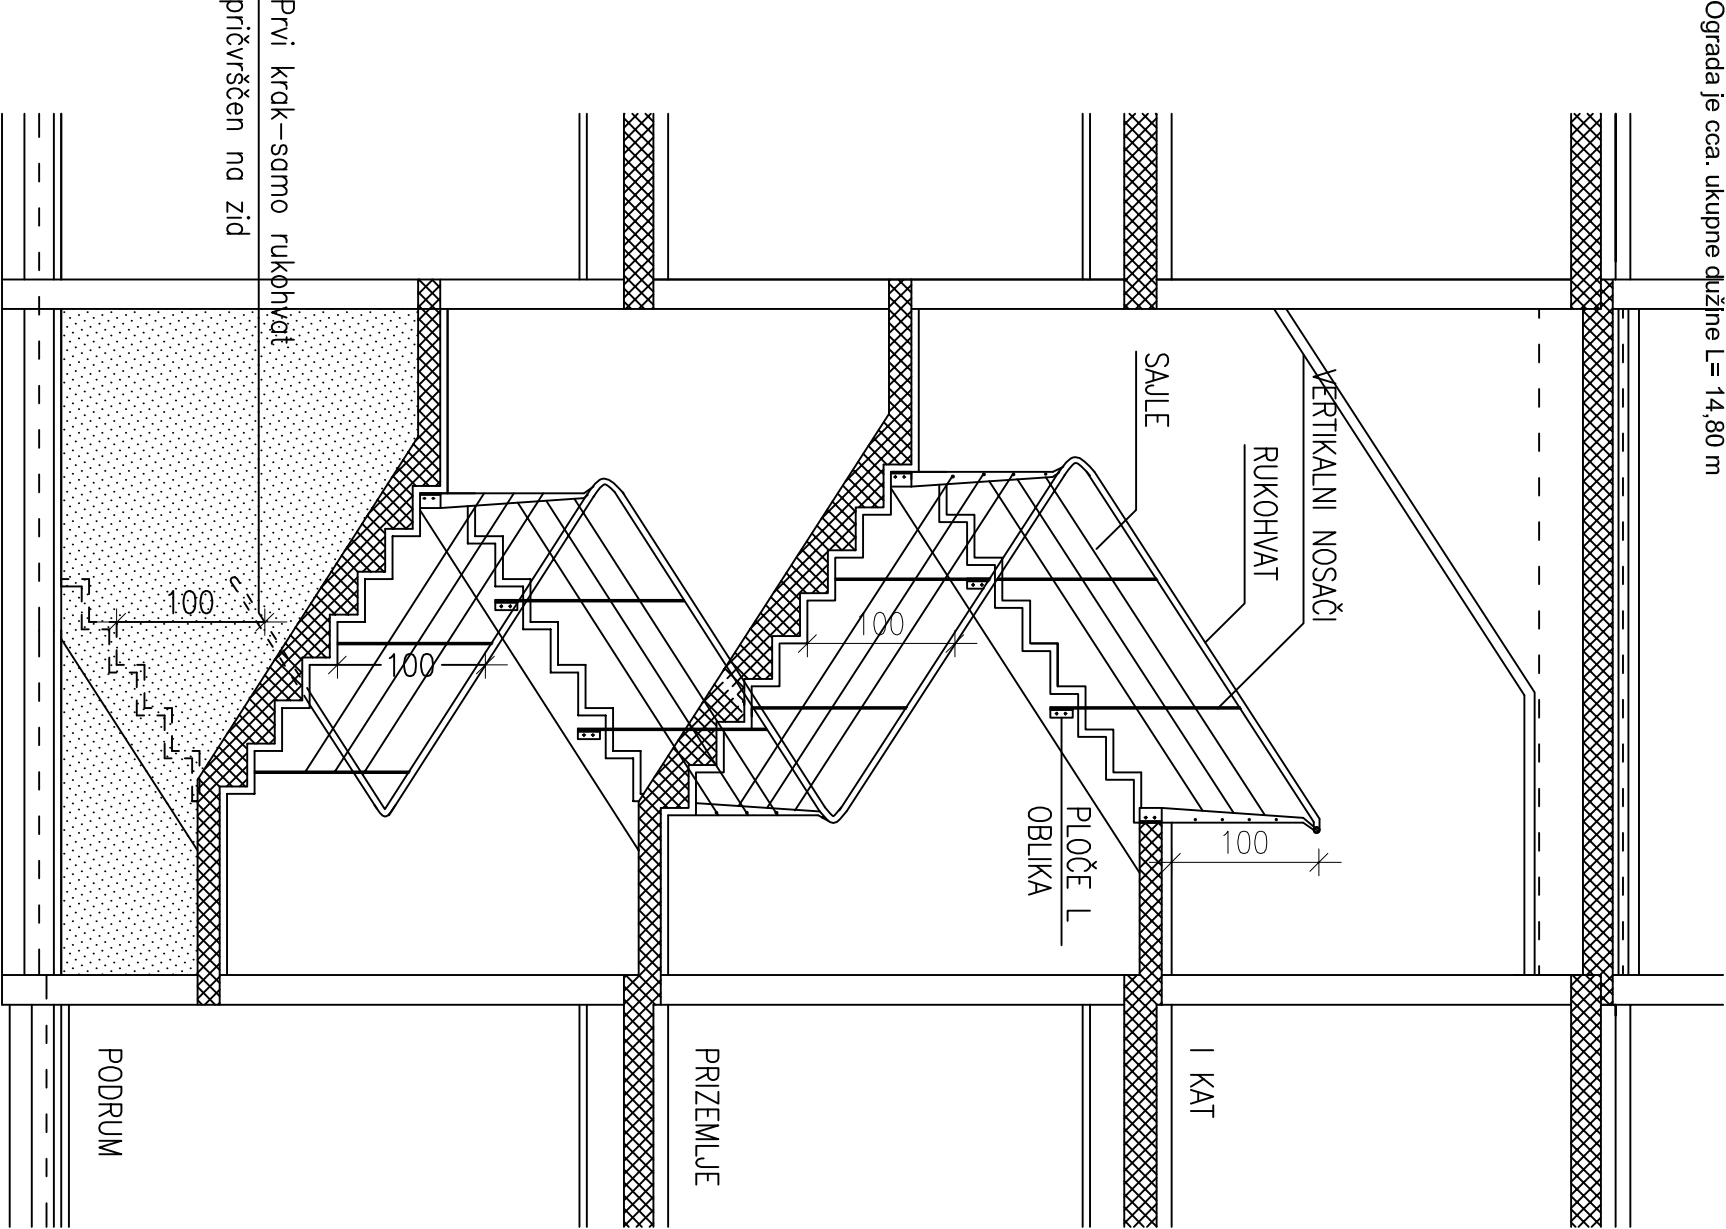 Ograda je cca. ukupne dužine L= 14,80 m
VERTIKALNI NOSAČI
RUKOHVAT
SAJLE
100
I KAT
PLOČE L
OBLIKA
100
PRIZEMLJE
100
Prvi krak-samo rukohvat
pričvrščen na zid
100
PODRUM